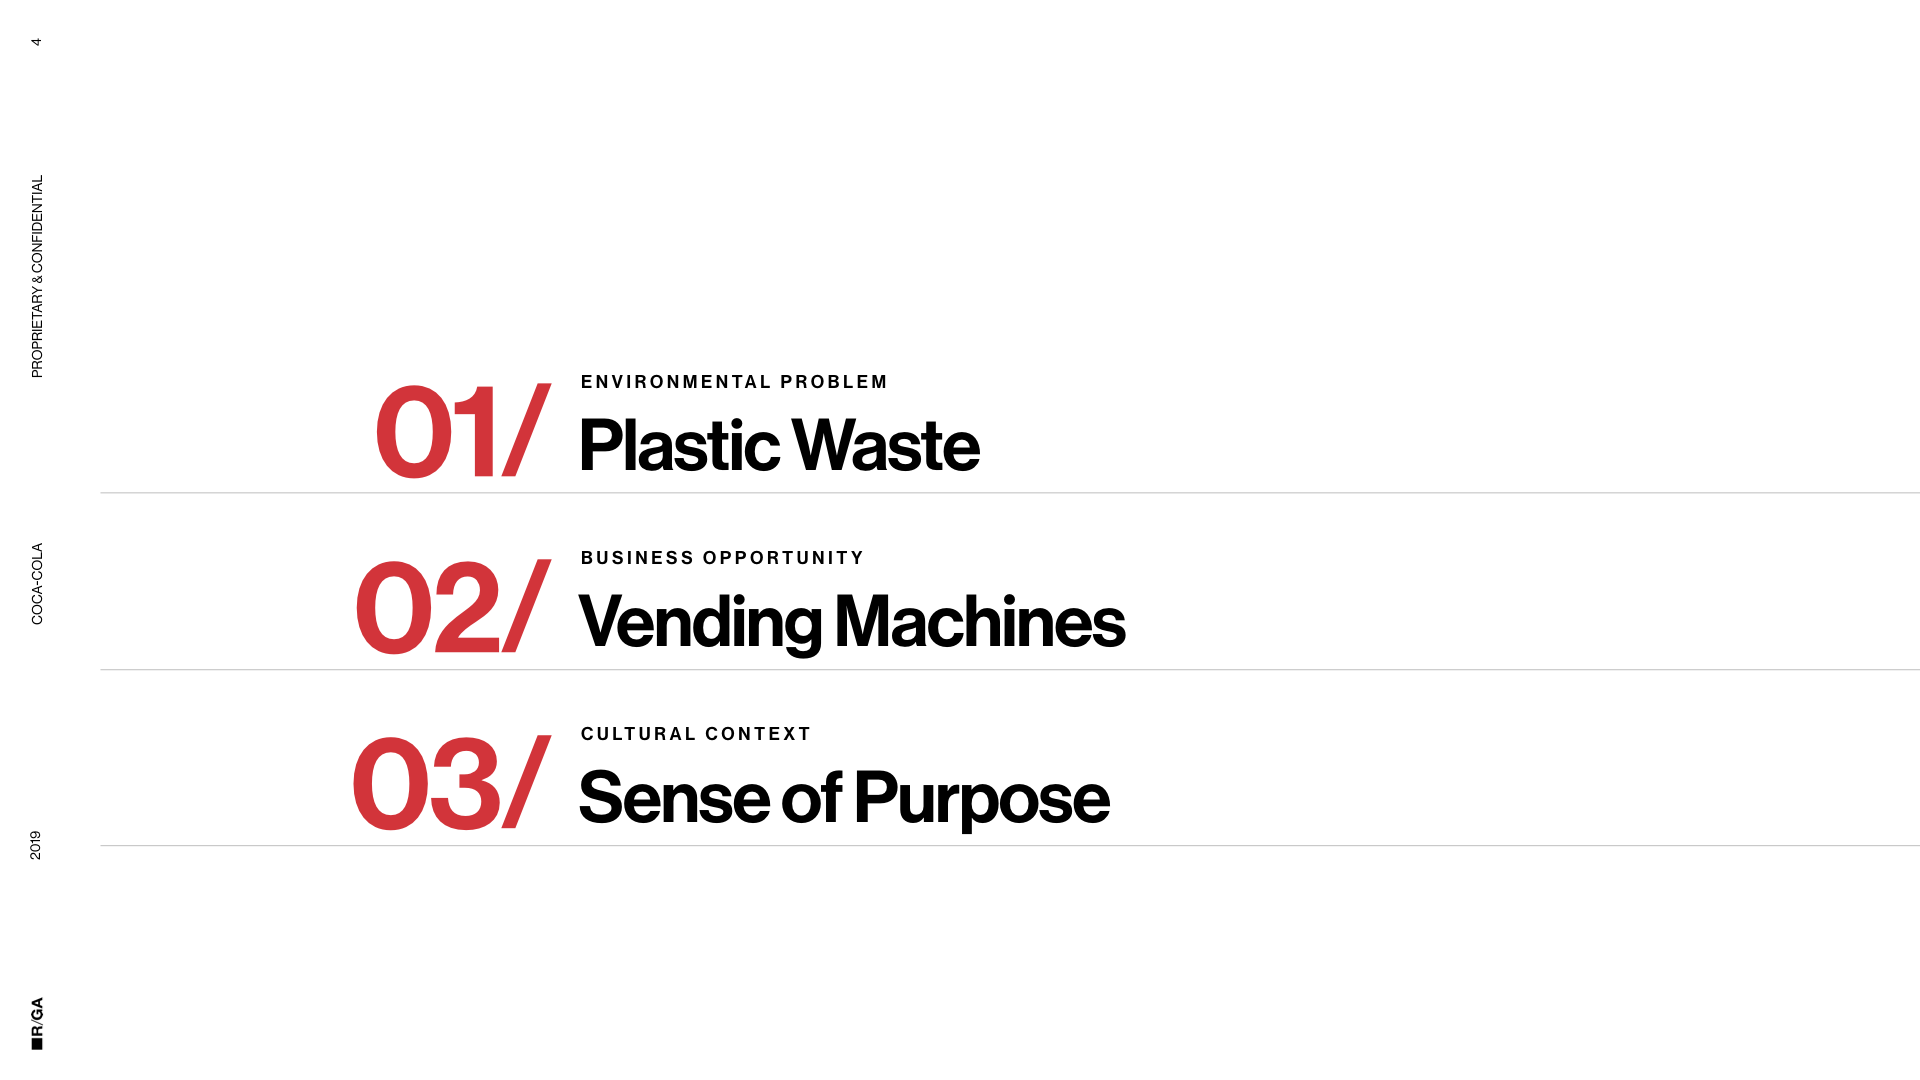 4
PROPRIETARY & CONFIDENTIAL
COCA-COLA
2019
R/GA
01/
ENVIRONMENTAL PROBLEM
Plastic Waste
02/
BUSINESS OPPORTUNITY
Vending Machines
03/
CULTURAL CONTEXT
Sense of Purpose